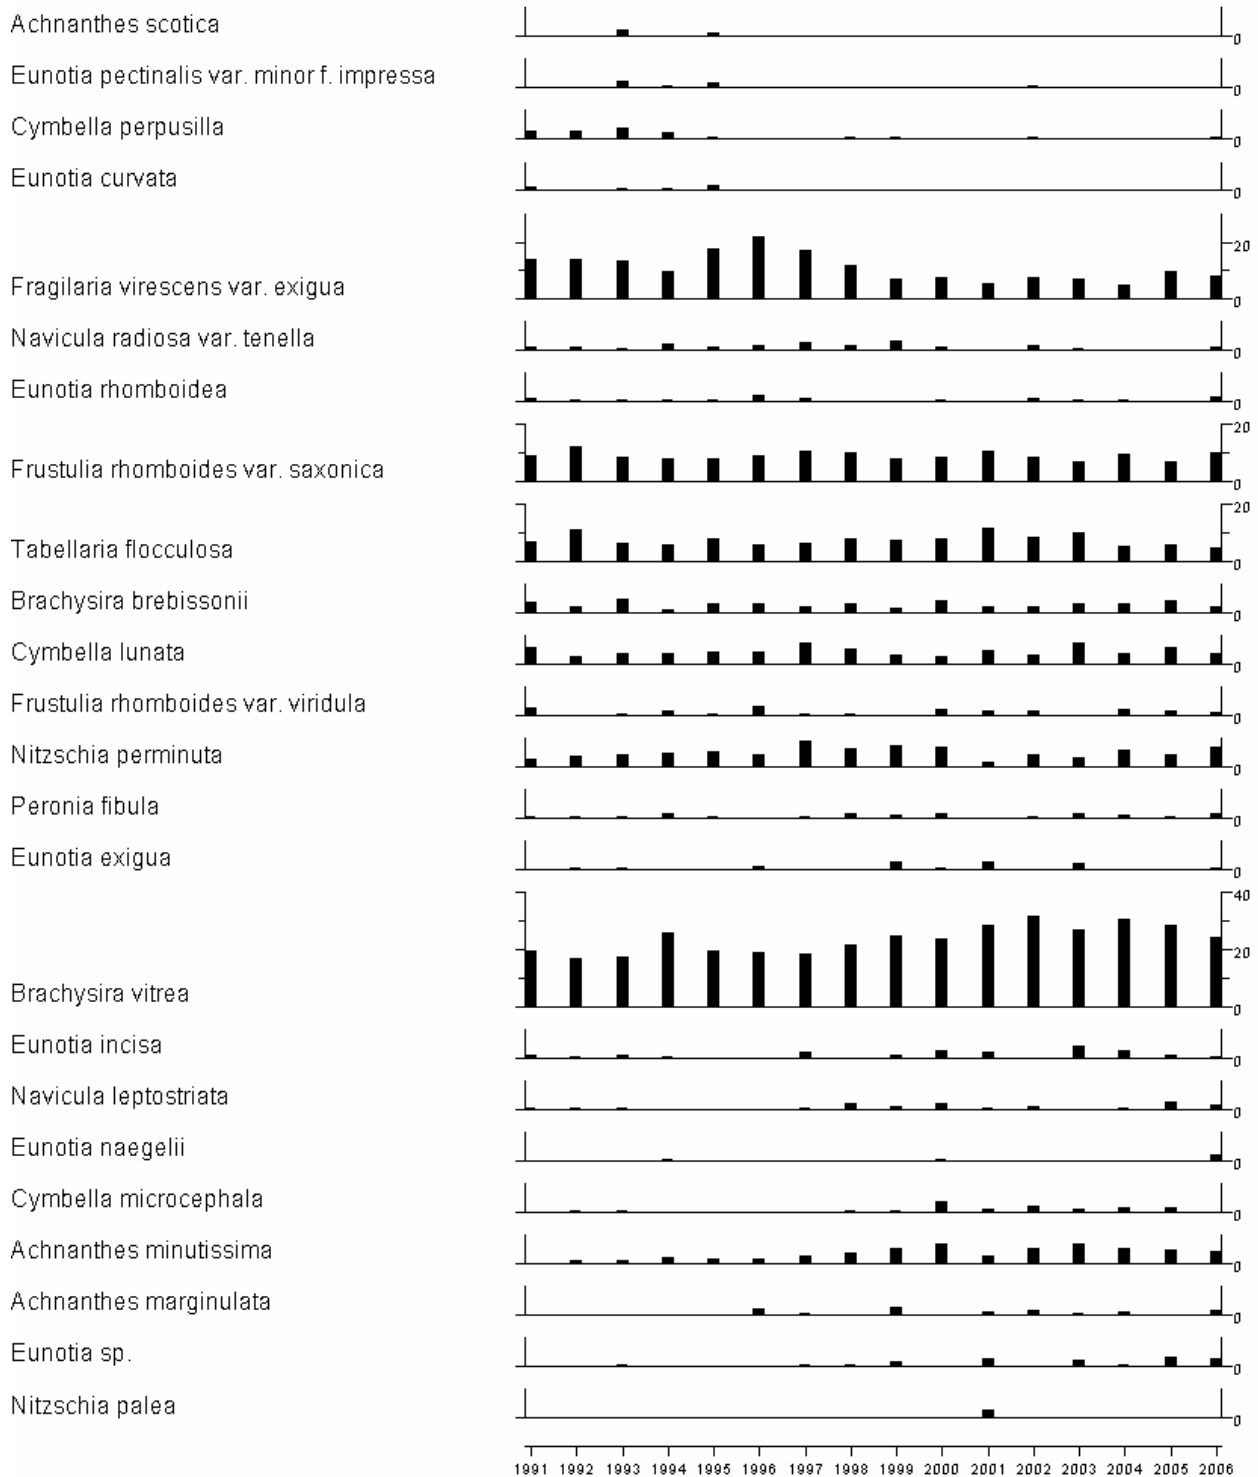 Achnanthes scotica 0
Eunotia pectinalis var. minor f. impressa 0
Cymbella perpusilla 0
Eunotia curvata 0
20
Fragilaria virescens var. exigua 0
Navicula radiosa var. tenella 0
Eunotia rhomboidea 0
20
Frustulia rhomboides var. saxonica 0
20
Tabellaria flocculosa 0
Brachysira brebissonii 0
Cymbella lunata 0
Frustulia rhomboides var. viridula 0
Nitzschia perminuta 0
Peronia fibula 0
Eunotia exigua 0
40
20
Brachysira vitrea 0
Eunotia incisa 0
Navicula leptostriata 0
Eunotia naegelii 0
Cymbella microcephala 0
Achnanthes minutissima 0
Achnanthes marginulata 0
Eunotia sp. 0
Nitzschia palea 0
1991 1992 1993 1994 1995 1996 1997 1998 1999 2000 2001 2002 2003 2004 2005 2006